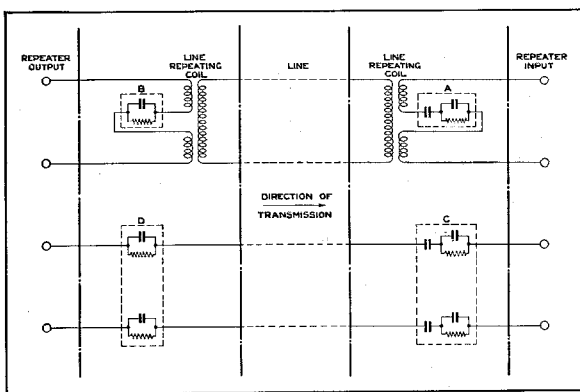 REPEATER
OUTPUT
LINE
REPEATING
COIL
LINE
LINE
REPEATING
COIL
REPEATER
INPUT
B
A
DIRECTION OF
TRANSMISSION
D
C